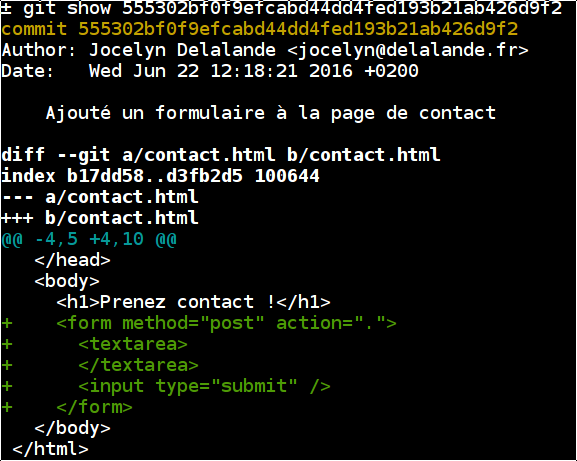 ± git show 555302bf0f9efcabd44dd4fed193b21ab426d9f2
commit 555302bf0f9efcabd44dd4fed193b21ab426d9f2
Author: Jocelyn Delalande <jocelyn@delalande.fr>
Date:   Wed Jun 22 12:18:21 2016 +0200

    Ajouté un formulaire à la page de contact

diff --git a/contact.html b/contact.html
index b17dd58..d3fb2d5 100644
--- a/contact.html
+++ b/contact.html
@@ -4,5 +4,10 @@
   </head>
   <body>
     <h1>Prenez contact !</h1>
+    <form method="post" action=".">
+      <textarea>
+      </textarea>
+      <input type="submit" />
+    </form>
   </body>
 </html>